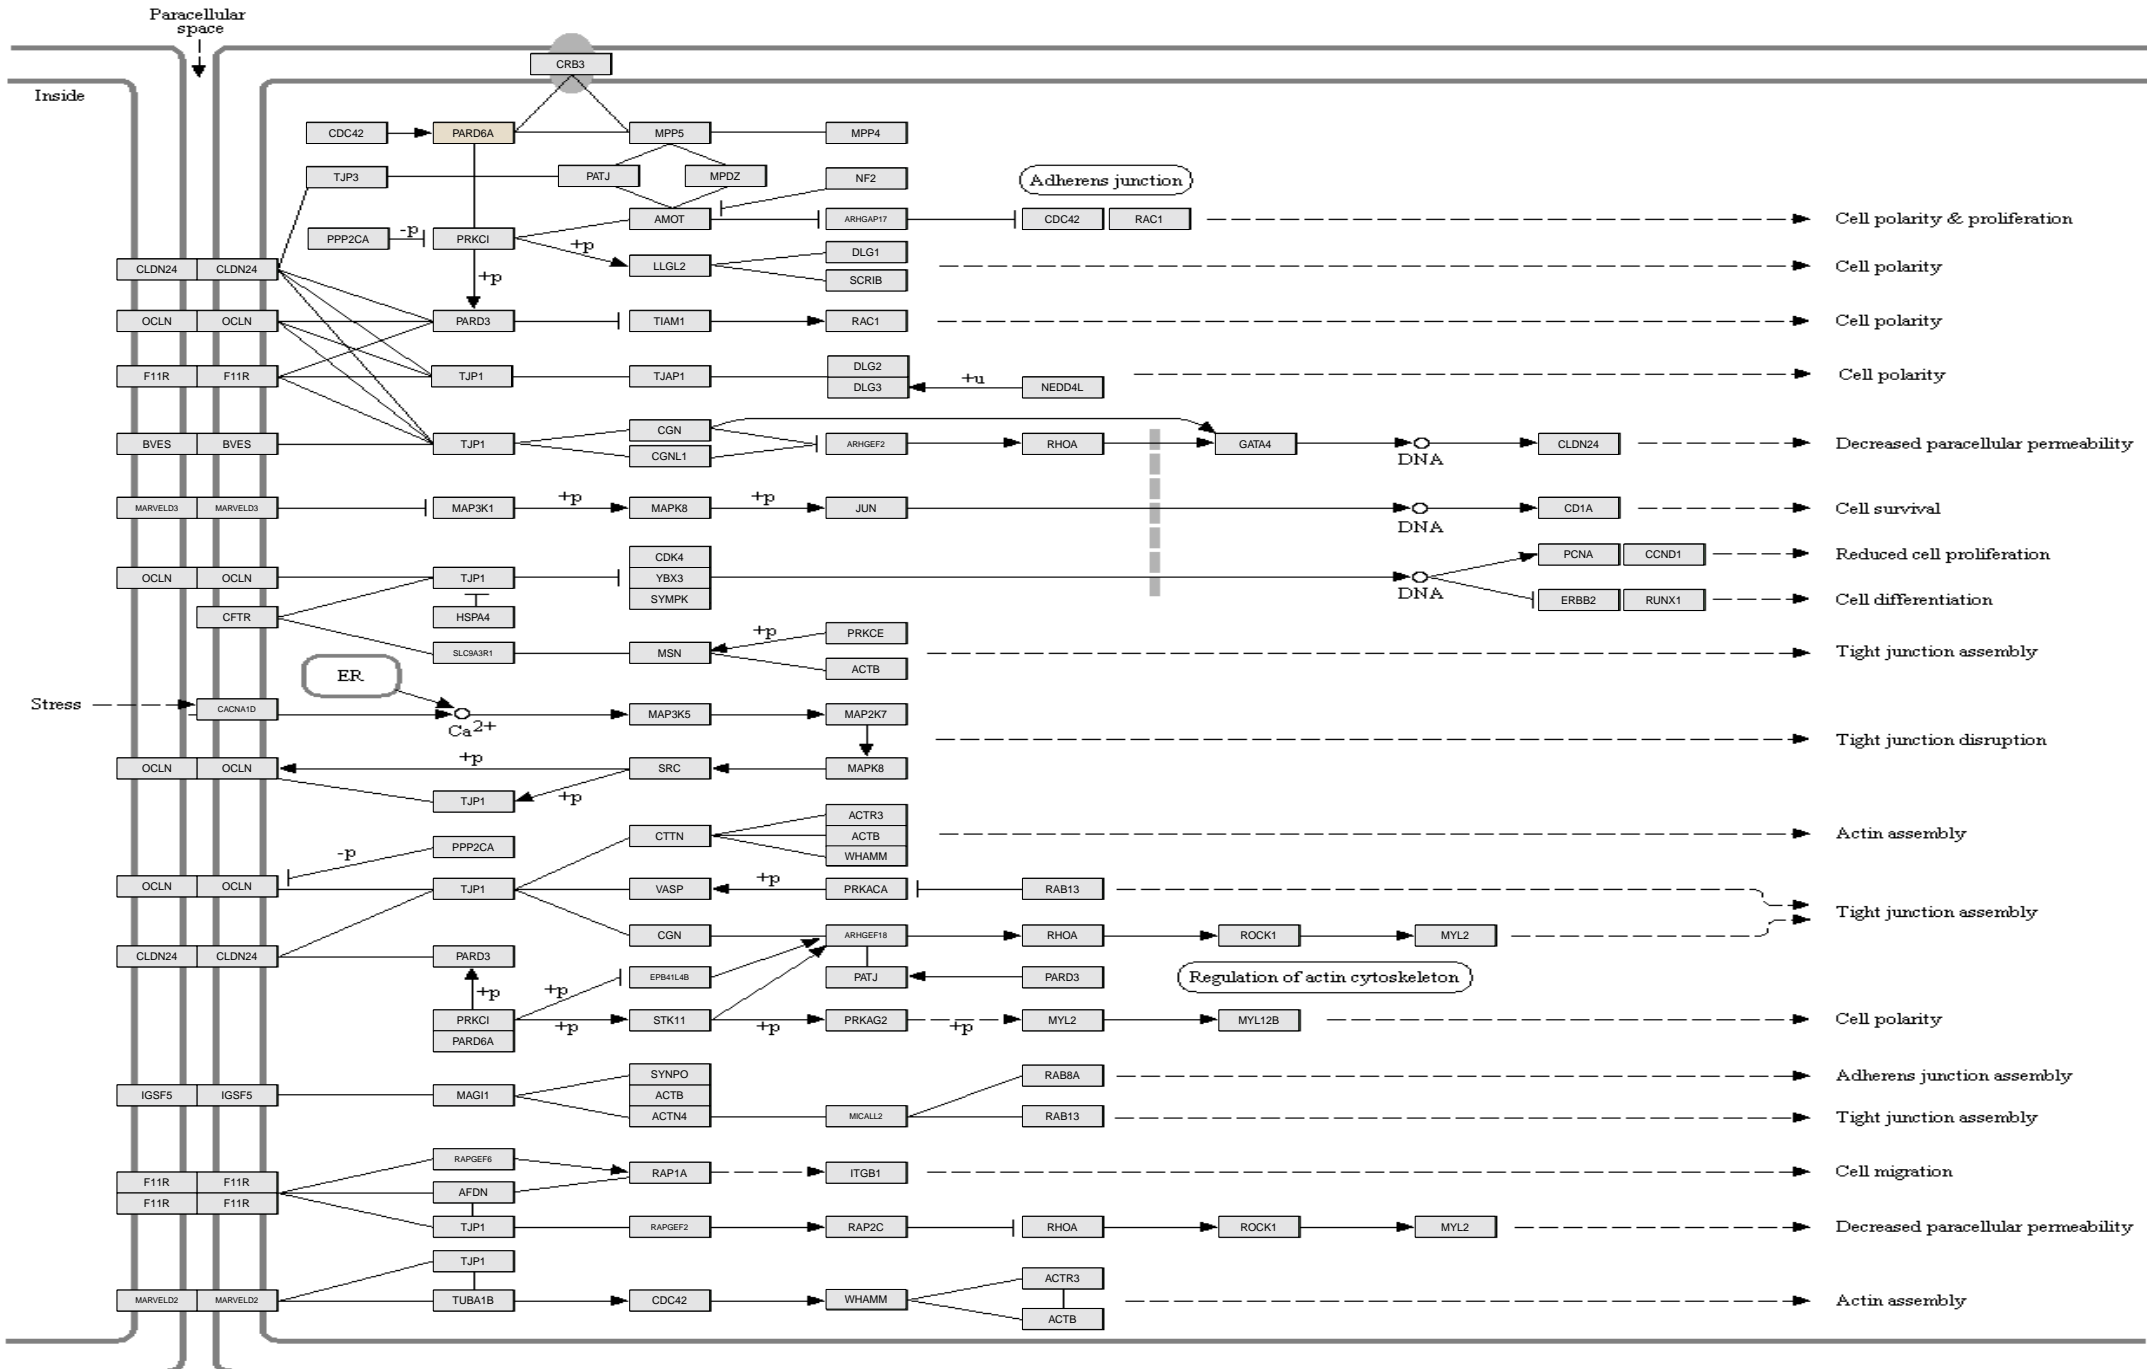 Paracellular
space
CRB3
Inside
CDC42 PARD6A MPP5 MPP4
TJP3 PATJ MPDZ NF2 Adherens junction
AMOT ARHGAP17 CDC42 RAC1 Cell polarity & proliferation
PPP2CA -p PRKCI +p
DLG1
CLDN24 CLDN24 LLGL2 Cell polarity
+p SCRIB
OCLN OCLN PARD3 TIAM1 RAC1 Cell polarity
DLG2
F11R F11R TJP1 TJAP1 Cell polarity
DLG3 +u NEDD4L
CGN
BVES BVES TJP1 ARHGEF2 RHOA GATA4 DNA CLDN24 Decreased paracellular permeability
CGNL1
MARVELD3 MARVELD3 MAP3K1 +p MAPK8 +p JUN DNA CD1A Cell survival
CDK4 PCNA CCND1 Reduced cell proliferation
OCLN OCLN TJP1 YBX3 DNA
SYMPK ERBB2 RUNX1 Cell differentiation
CFTR HSPA4
+p PRKCE
SLC9A3R1 MSN Tight junction assembly
ACTB
ER
Stress CACNA1D Ca2+ MAP3K5 MAP2K7
Tight junction disruption
OCLN OCLN +p SRC MAPK8
TJP1 +p
ACTR3
CTTN ACTB Actin assembly
PPP2CA WHAMM
-p
OCLN OCLN TJP1 VASP +p PRKACA RAB13
Tight junction assembly
CGN ARHGEF18 RHOA ROCK1 MYL2
CLDN24 CLDN24 PARD3
EPB41L4B PATJ PARD3 Regulation of actin cytoskeleton
+p +p
PRKCI +p STK11 +p PRKAG2 +p MYL2 MYL12B Cell polarity
PARD6A
SYNPO RAB8A Adherens junction assembly
IGSF5 IGSF5 MAGI1 ACTB
ACTN4 MICALL2 RAB13 Tight junction assembly
RAPGEF6
F11R F11R RAP1A ITGB1 Cell migration
F11R F11R AFDN
TJP1 RAPGEF2 RAP2C RHOA ROCK1 MYL2 Decreased paracellular permeability
TJP1
ACTR3
MARVELD2 MARVELD2 TUBA1B CDC42 WHAMM Actin assembly
ACTB